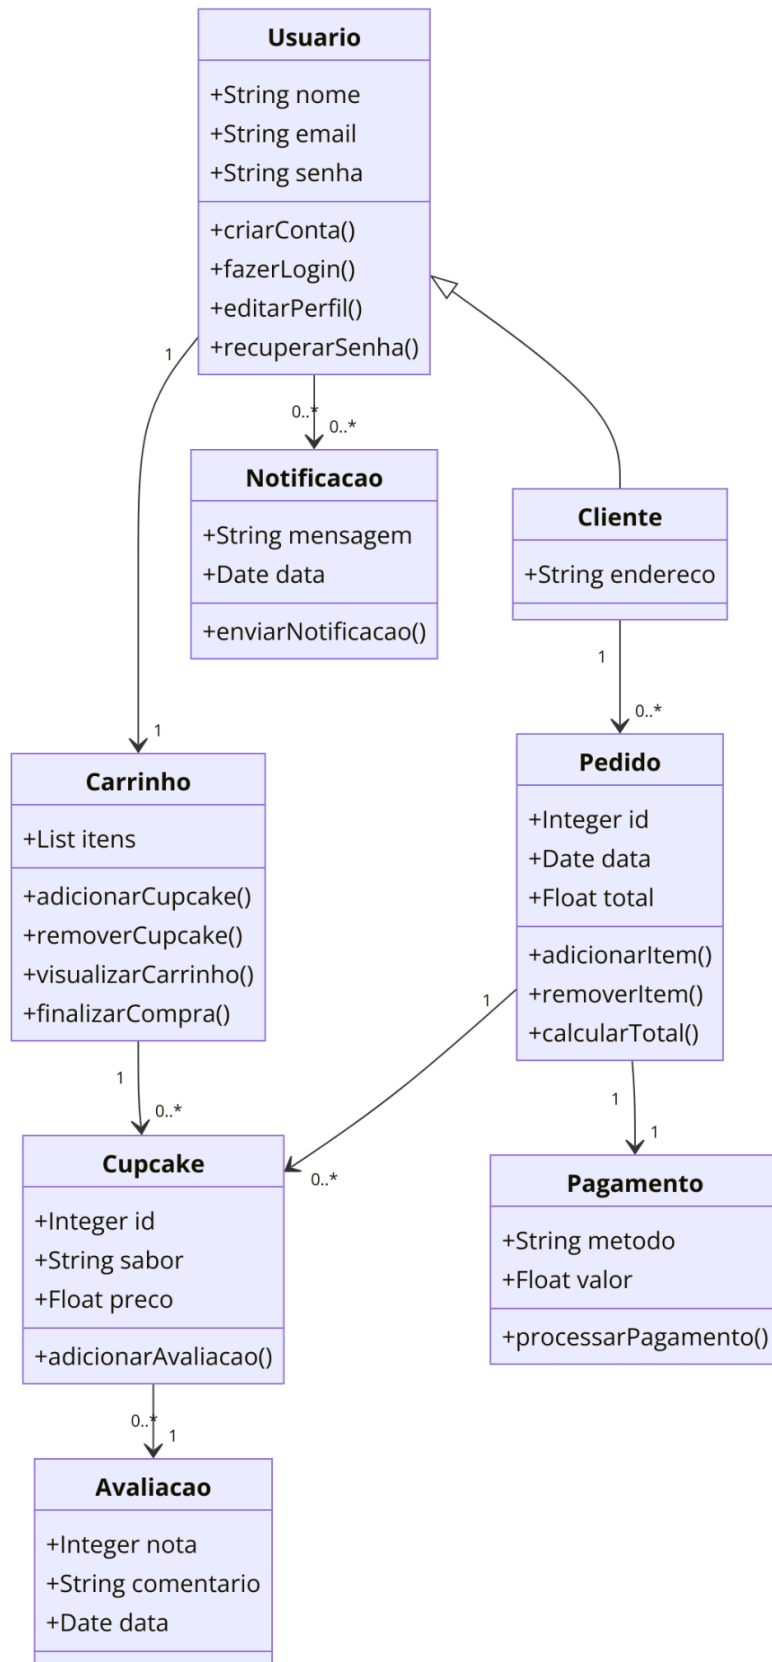 Usuario
+String nome
+String email
+String senha
+criarConta()
+fazerLogin()
+editarPerfil()
+recuperarSenha()
1
0..*
0..*
Notificacao
+String mensagem
+Date data
+enviarNotificacao()
Cliente
+String endereco
1
0..*
1
Carrinho
+List itens
+adicionarCupcake()
+removerCupcake()
+visualizarCarrinho()
+finalizarCompra()
Pedido
+Integer id
+Date data
+Float total
+adicionarItem()
+removerItem()
+calcularTotal()
1
1
0..*
0..*
1
1
Cupcake
+Integer id
+String sabor
+Float preco
+adicionarAvaliacao()
Pagamento
+String metodo
+Float valor
+processarPagamento()
0..*
1
Avaliacao
+Integer nota
+String comentario
+Date data